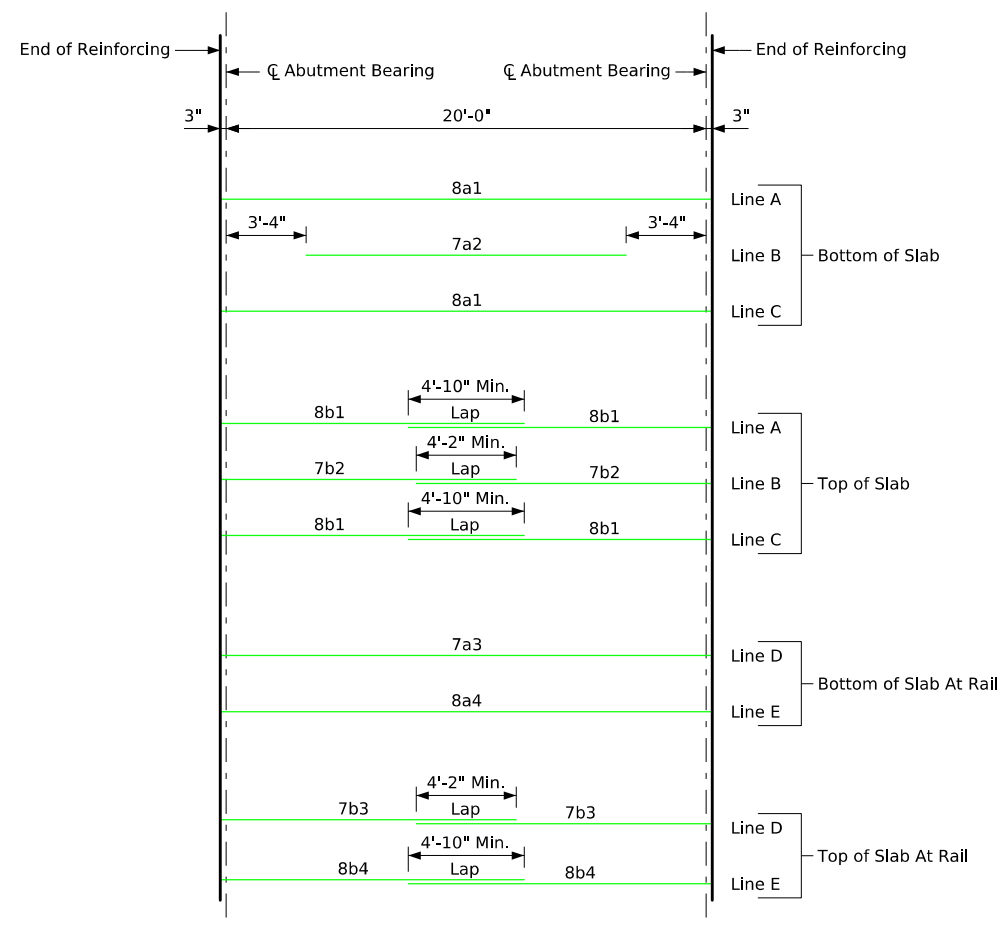 End of Reinforcing
End of Reinforcing
℄ Abutment Bearing
℄ Abutment Bearing
3"
20'-0"
3"
8a1
Line A
3'-4"
7a2
3'-4"
Line B
Bottom of Slab
8a1
Line C
4'-10" Min.
8b1
Lap
8b1
Line A
4'-2" Min.
7b2
Lap
7b2
Line B
Top of Slab
4'-10" Min.
8b1
Lap
8b1
Line C
7a3
Line D
Bottom of Slab At Rail
8a4
Line E
4'-2" Min.
7b3
Lap
7b3
Line D
4'-10" Min.
Top of Slab At Rail
8b4
Lap
8b4
Line E